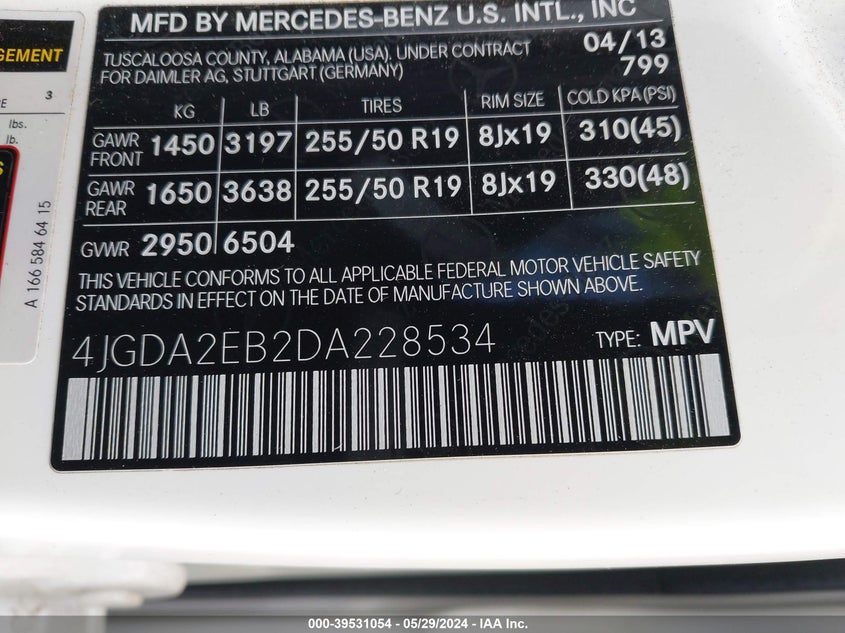 MFD BY MERCEDES-BENZ U.S. INTL., INC
TUSCALOOSA COUNTY, ALABAMA (USA). UNDER CONTRACT
FOR DAIMLER AG, STUTTGART (GERMANY)
04/13
799
KG LB TIRES RIM SIZE COLD KPA(PSI)
GAWR FRONT 1450 3197 255/50 R19 8Jx19 310(45)
GAWR REAR 1650 3638 255/50 R19 8Jx19 330(48)
GVWR 2950 6504
THIS VEHICLE CONFORMS TO ALL APPLICABLE FEDERAL MOTOR VEHICLE SAFETY
STANDARDS IN EFFECT ON THE DATE OF MANUFACTURE SHOWN ABOVE.
4JGDA2EB2DA228534 TYPE: MPV
3
lbs.
lb.
A 166 584 64 15
000-39531054 - 05/29/2024 - IAA Inc.